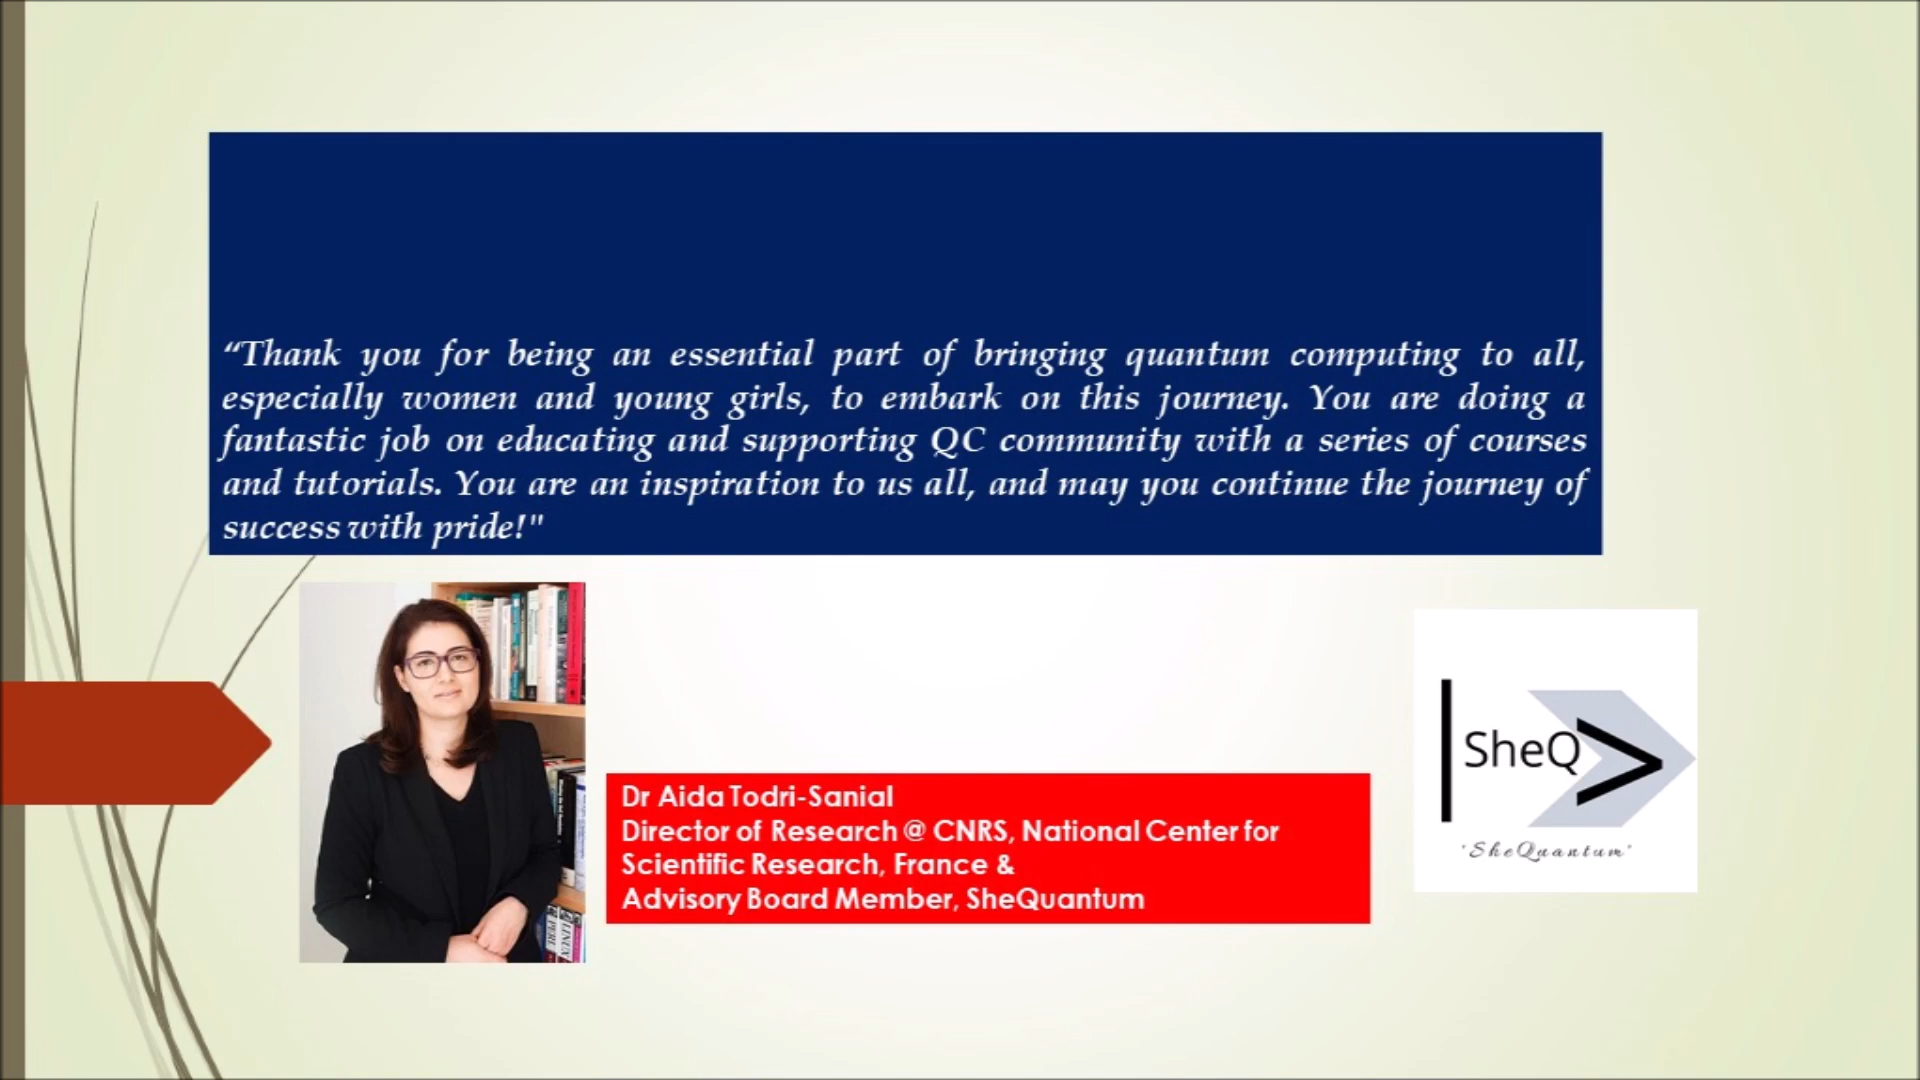 “Thank you for being an essential part of bringing quantum computing to all,
especially women and young girls, to embark on this journey. You are doing a
fantastic job on educating and supporting QC community with a series of courses
and tutorials. You are an inspiration to us all, and may you continue the journey of
success with pride!"
Dr Aida Todri-Sanial
Director of Research @ CNRS, National Center for
Scientific Research, France &
Advisory Board Member, SheQuantum
|SheQ>
'SheQuantum'
LINUX
PERL